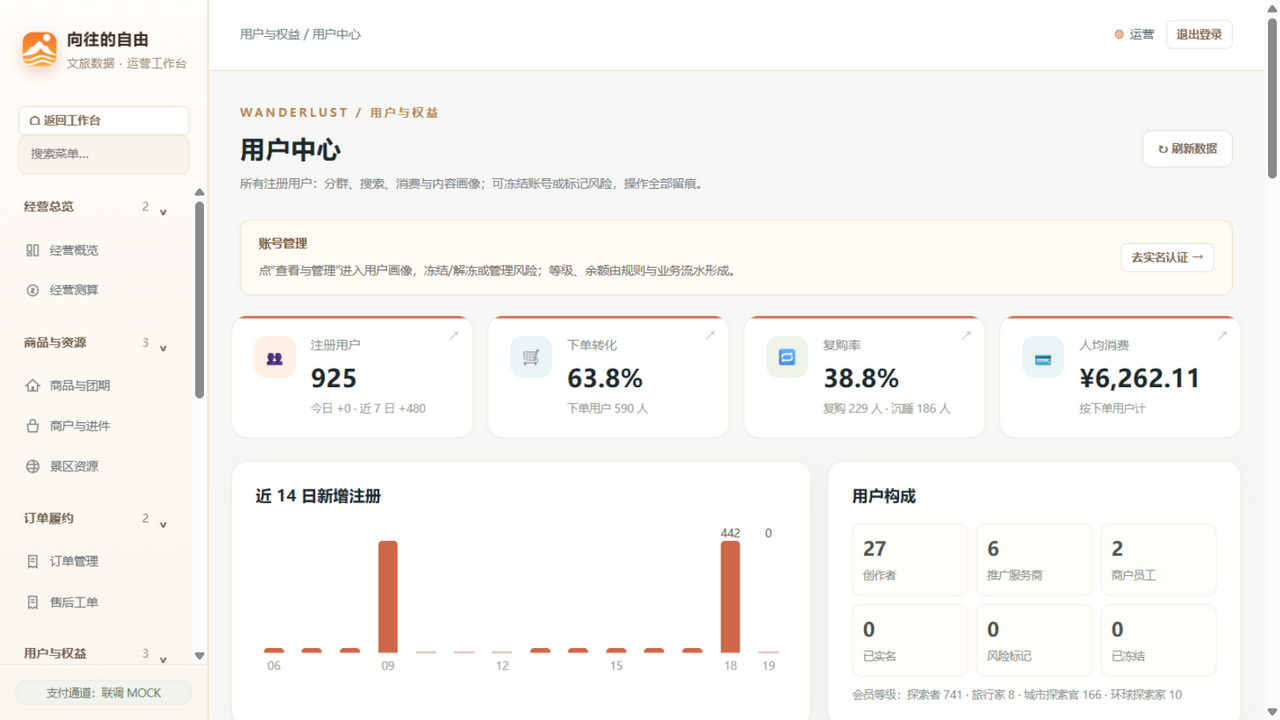 向往的自由
文旅数据 · 运营工作台
返回工作台
搜索菜单...
经营总览 2
经营概览
经营测算
商品与资源 3
商品与团期
商户与进件
景区资源
订单履约 2
订单管理
售后工单
用户与权益 3
支付通道：联调 MOCK
用户与权益 / 用户中心
运营
退出登录
WANDERLUST / 用户与权益
用户中心
所有注册用户：分群、搜索、消费与内容画像；可冻结账号或标记风险，操作全部留痕。
↻ 刷新数据
账号管理
点"查看与管理"进入用户画像，冻结/解冻或管理风险；等级、余额由规则与业务流水形成。
去实名认证 →
注册用户
925
今日 +0 · 近 7 日 +480
下单转化
63.8%
下单用户 590 人
复购率
38.8%
复购 229 人 · 沉睡 186 人
人均消费
¥6,262.11
按下单用户计
近 14 日新增注册
442 0
06 09 12 15 18 19
用户构成
27
创作者
6
推广服务商
2
商户员工
0
已实名
0
风险标记
0
已冻结
会员等级：探索者 741 · 旅行家 8 · 城市探索官 166 · 环球探索家 10